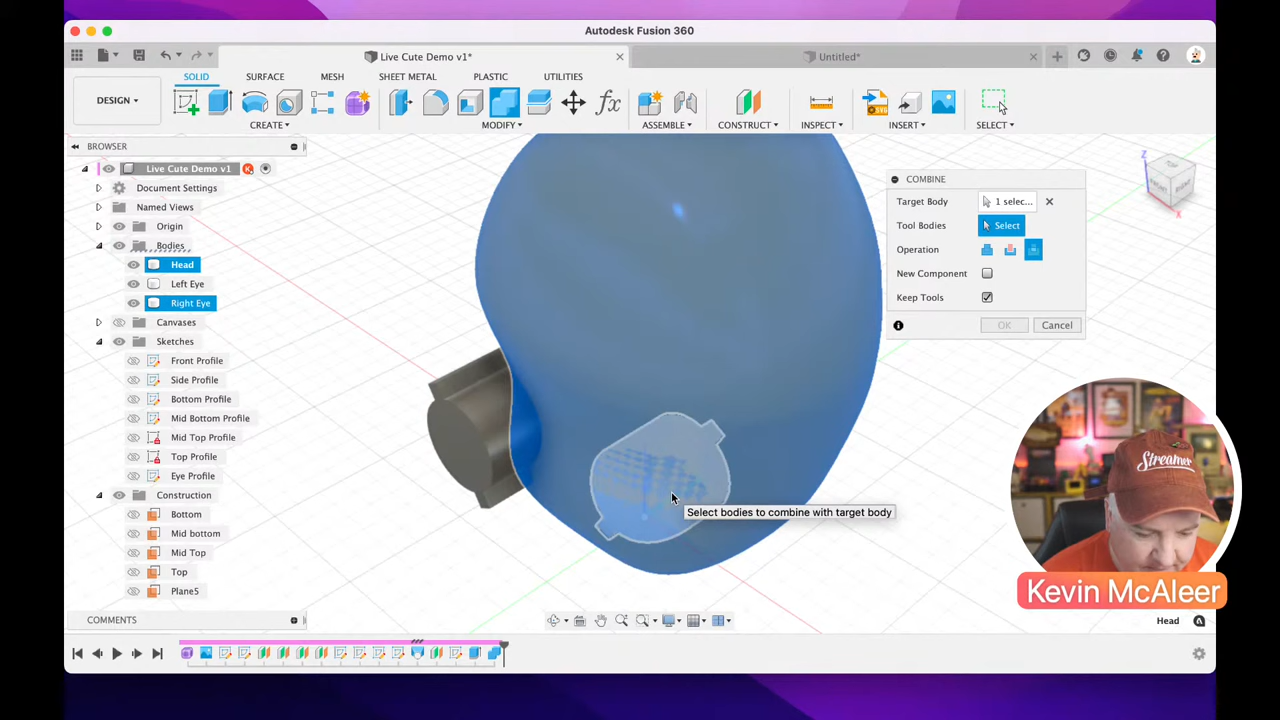 Autodesk Fusion 360
Live Cute Demo v1*
Untitled*
DESIGN
SOLID
SURFACE
MESH
SHEET METAL
PLASTIC
UTILITIES
CREATE
MODIFY
ASSEMBLE
CONSTRUCT
INSPECT
INSERT
SELECT
BROWSER
Live Cute Demo v1
Document Settings
Named Views
Origin
Bodies
Head
Left Eye
Right Eye
Canvases
Sketches
Front Profile
Side Profile
Bottom Profile
Mid Bottom Profile
Mid Top Profile
Top Profile
Eye Profile
Construction
Bottom
Mid bottom
Mid Top
Top
Plane5
COMMENTS
COMBINE
Target Body
1 selec...
Tool Bodies
Select
Operation
New Component
Keep Tools
OK
Cancel
Select bodies to combine with target body
Z
X
FRONT
RIGHT
Streamer
Kevin McAleer
Head